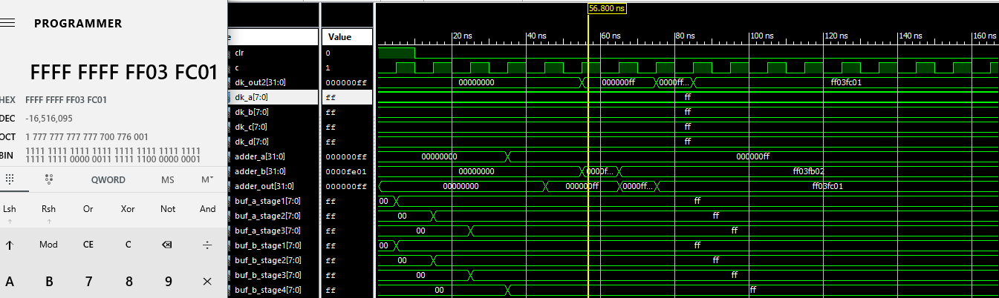 PROGRAMMER
FFFF FFFF FF03 FC01
HEX FFFF FFFF FF03 FC01
DEC -16,516,095
OCT 1 777 777 777 777 700 776 001
BIN 1111 1111 1111 1111 1111 1111 1111 1111
1111 1111 0000 0011 1111 1100 0000 0001
QWORD MS M˅
Lsh Rsh Or Xor Not And
↑ ↑
↑ Mod CE C ⌫ ÷
A B 7 8 9 ×
56.800 ns
e Value
20 ns 40 ns 60 ns 80 ns 100 ns 120 ns 140 ns 160 ns
clr 0
c 1
dk_out2[31:0] 000000ff 00000000 000000ff 0000ff... ff03fc01
dk_a[7:0] ff ff
dk_b[7:0] ff ff
dk_c[7:0] ff ff
dk_d[7:0] ff ff
adder_a[31:0] 000000ff 00000000 000000ff
adder_b[31:0] 0000fe01 00000000 0000f... ff03fb02
adder_out[31:0] 000000ff 00000000 000000ff 0000ff... ff03fc01
buf_a_stage1[7:0] ff 00 ff
buf_a_stage2[7:0] ff 00 ff
buf_a_stage3[7:0] ff 00 ff
buf_b_stage1[7:0] ff 00 ff
buf_b_stage2[7:0] ff 00 ff
buf_b_stage3[7:0] ff 00 ff
buf_b_stage4[7:0] ff 00 ff